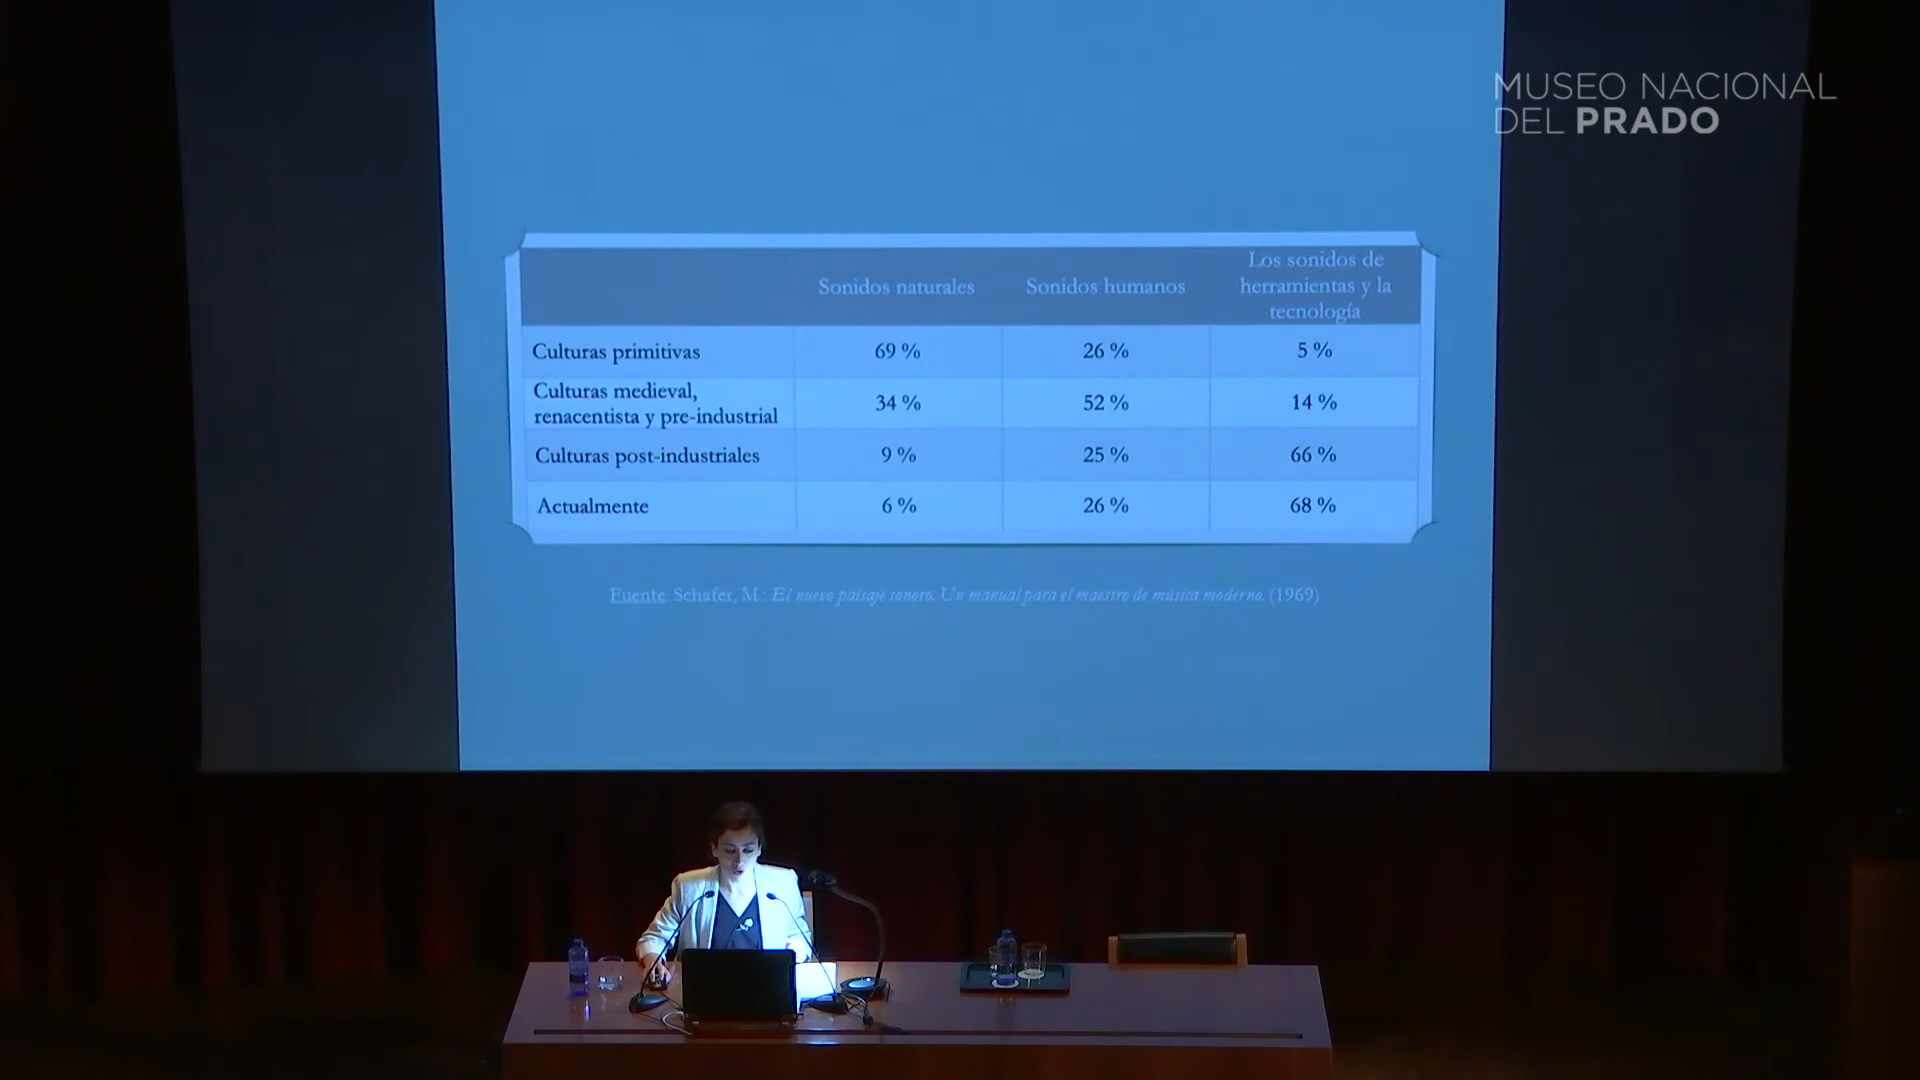 MUSEO NACIONAL
DEL PRADO
Sonidos naturales
Sonidos humanos
Los sonidos de
herramientas y la
tecnología
Culturas primitivas
69 %
26 %
5 %
Culturas medieval,
renacentista y pre-industrial
34 %
52 %
14 %
Culturas post-industriales
9 %
25 %
66 %
Actualmente
6 %
26 %
68 %
Fuente: Schafer, M.: El nuevo paisaje sonoro. Un manual para el maestro de música moderno. (1969)